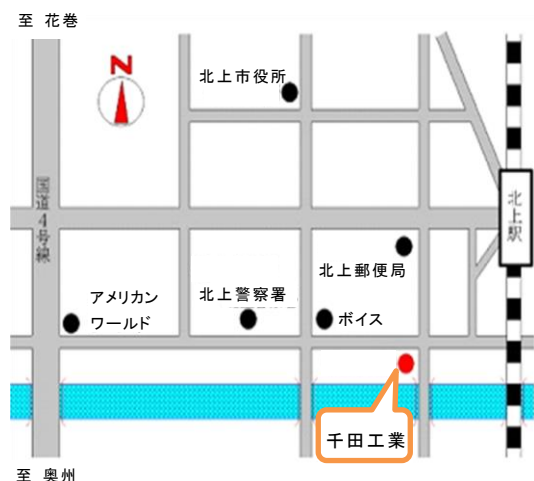 至 花巻
N
北上市役所
国道4号線
北上駅
北上郵便局
アメリカン
ワールド
北上警察署
ボイス
千田工業
至 奥州